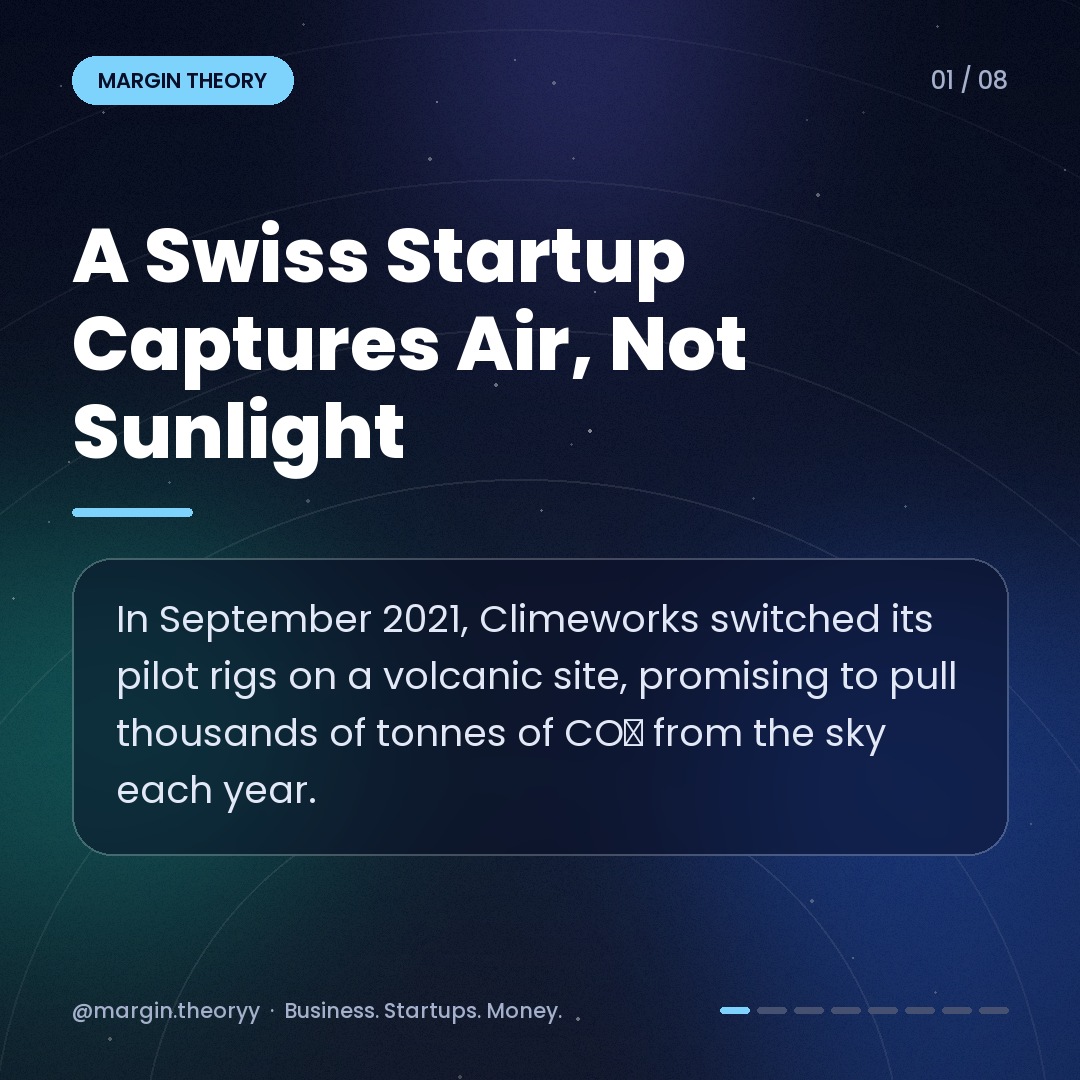 MARGIN THEORY
01 / 08
A Swiss Startup
Captures Air, Not
Sunlight
In September 2021, Climeworks switched its
pilot rigs on a volcanic site, promising to pull
thousands of tonnes of CO from the sky
each year.
@margin.theoryy · Business. Startups. Money.